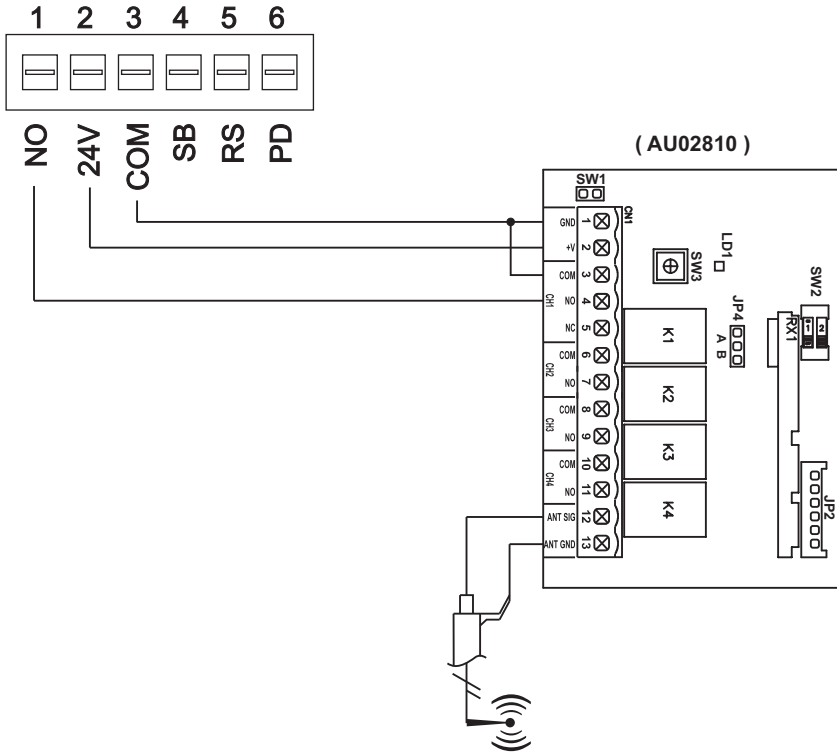 1 2 3 4 5 6
NO 24V COM SB RS PD
( AU02810 )
SW1
CN1
GND 1
+V 2
COM 3
CH1 NO 4
NC 5
COM 6
CH2
NO 7
COM 8
CH3
NO 9
COM 10
CH4
NO 11
ANT SIG 12
ANT GND 13
SW3
LD1
JP4
A B
K1
K2
K3
K4
SW2
1 2
RX1
JP2